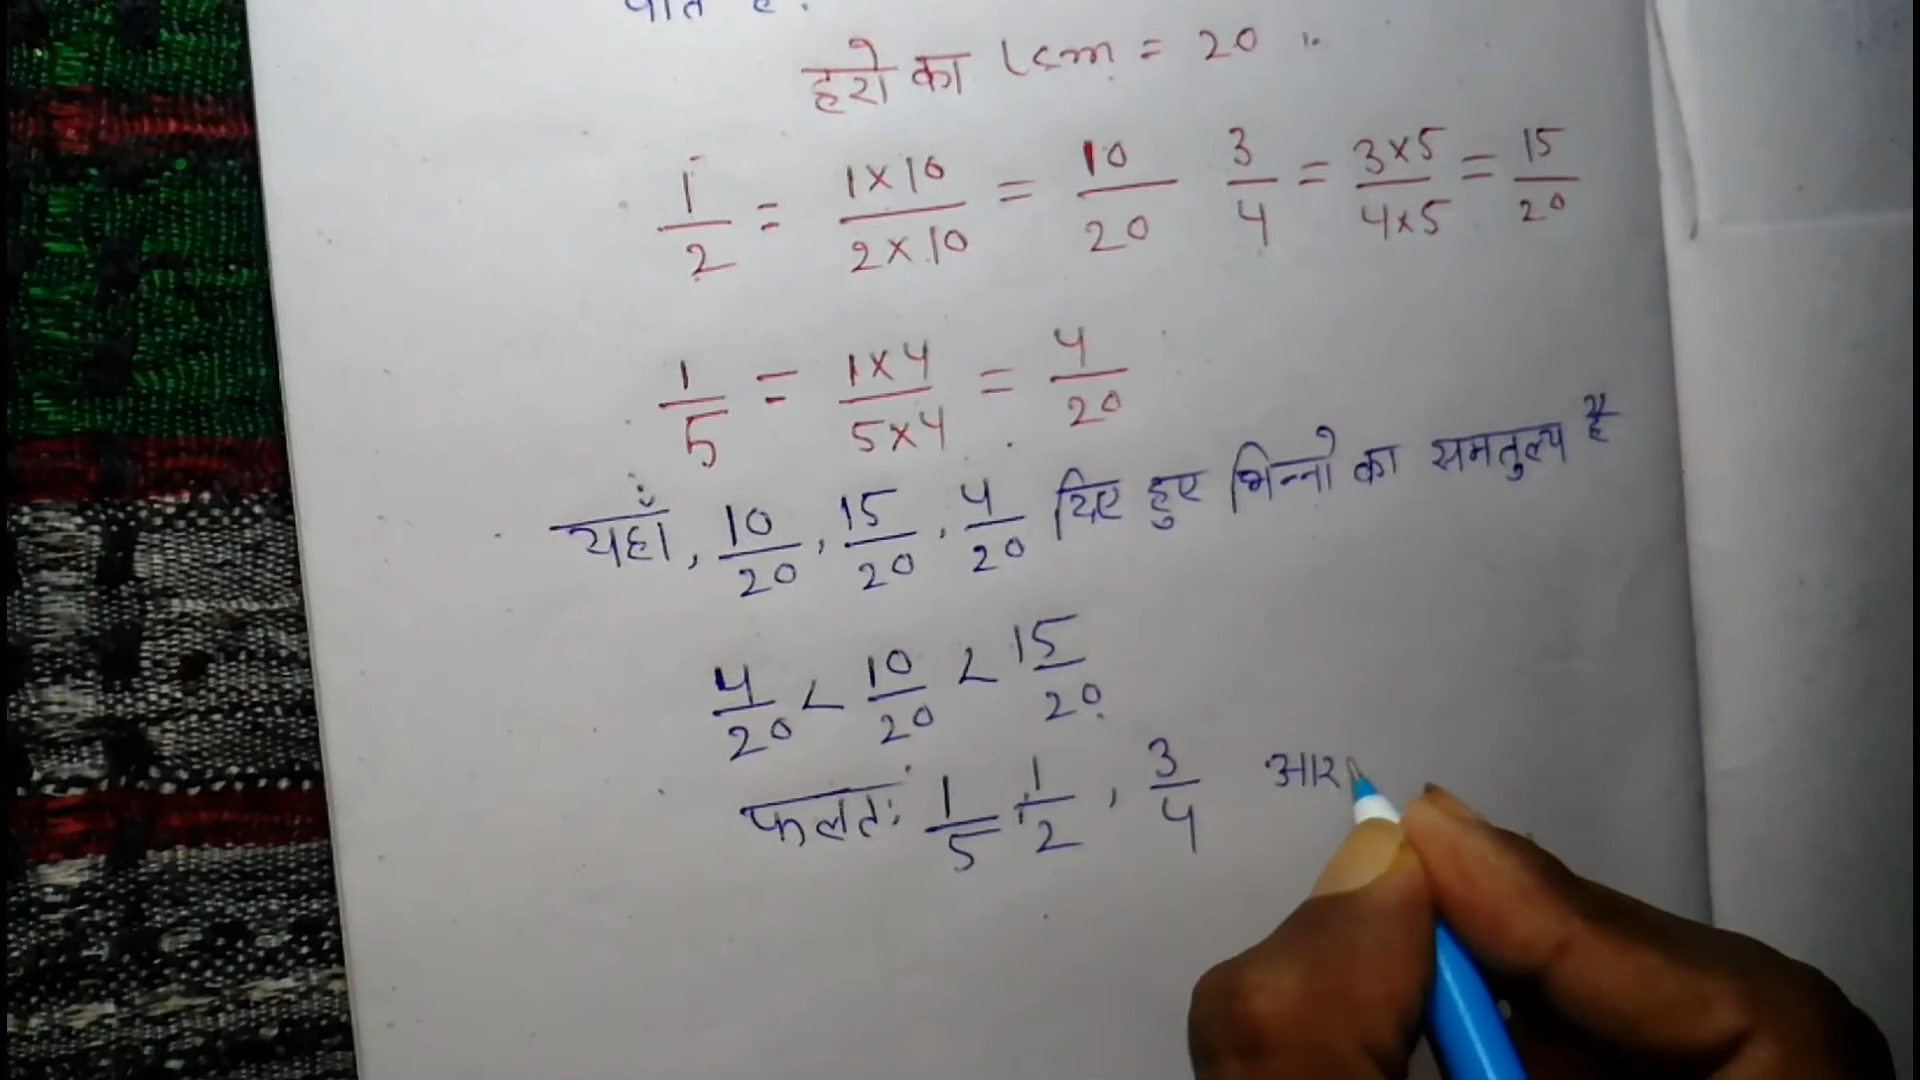 हरो का Lcm = 20
1/2 = 1×10/2×10 = 10/20 3/4 = 3×5/4×5 = 15/20
1/5 = 1×4/5×4 = 4/20
यहाँ, 10/20, 15/20, 4/20 दिए हुए भिन्नो का समतुल्य है
4/20 < 10/20 < 15/20
फलतः 1/5, 1/2, 3/4 आर